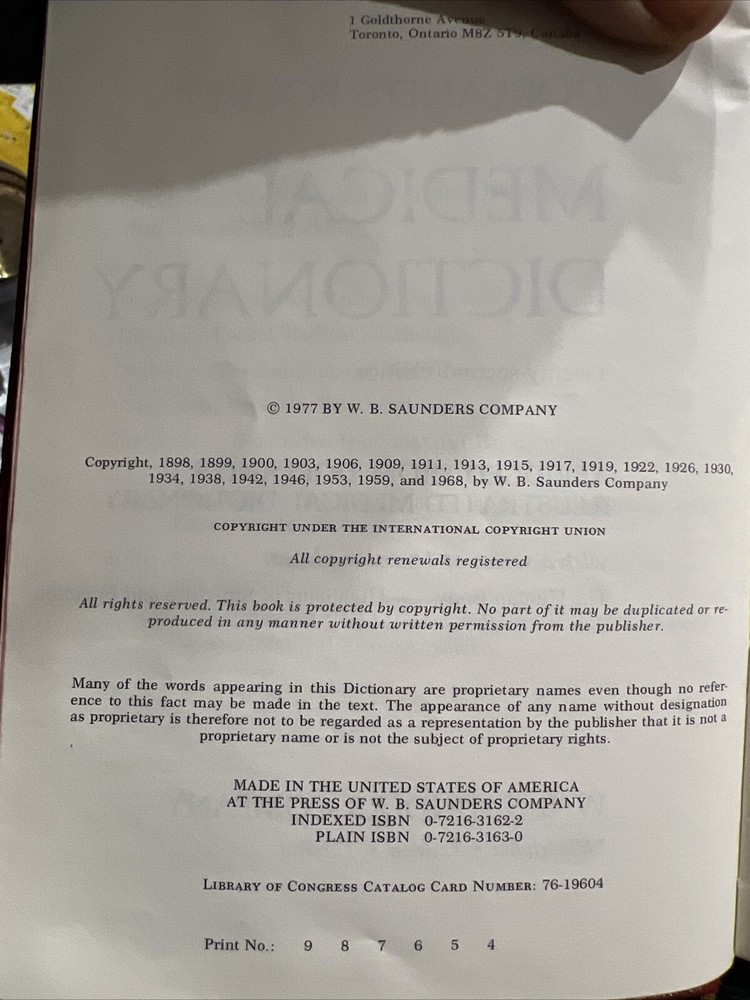 1 Goldthorne Avenue
Toronto, Ontario M8Z 5T9, Canada
© 1977 BY W. B. SAUNDERS COMPANY
Copyright, 1898, 1899, 1900, 1903, 1906, 1909, 1911, 1913, 1915, 1917, 1919, 1922, 1926, 1930,
1934, 1938, 1942, 1946, 1953, 1959, and 1968, by W. B. Saunders Company
COPYRIGHT UNDER THE INTERNATIONAL COPYRIGHT UNION
All copyright renewals registered
All rights reserved. This book is protected by copyright. No part of it may be duplicated or re-
produced in any manner without written permission from the publisher.
Many of the words appearing in this Dictionary are proprietary names even though no refer-
ence to this fact may be made in the text. The appearance of any name without designation
as proprietary is therefore not to be regarded as a representation by the publisher that it is not a
proprietary name or is not the subject of proprietary rights.
MADE IN THE UNITED STATES OF AMERICA
AT THE PRESS OF W. B. SAUNDERS COMPANY
INDEXED ISBN 0-7216-3162-2
PLAIN ISBN 0-7216-3163-0
LIBRARY OF CONGRESS CATALOG CARD NUMBER: 76-19604
Print No.: 9 8 7 6 5 4